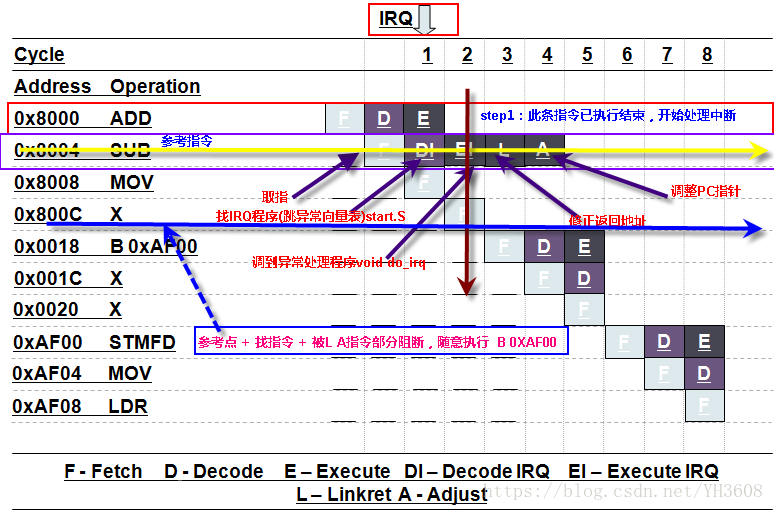 IRQ
Cycle 1 2 3 4 5 6 7 8
Address Operation
0x8000 ADD F D E step1：此条指令已执行结束，开始处理中断
0x8004 SUB 参考指令 F DI EI L A
0x8008 MOV F
取指
调整PC指针
0x800C X F
找IRQ程序(跳异常向量表)start.S
修正返回地址
0x0018 B 0xAF00 F D E
调到异常处理程序void do_irq
0x001C X F D
0x0020 X F
参考点 + 找指令 + 被L A指令部分阻断，随意执行 B 0XAF00
0xAF00 STMFD F D E
0xAF04 MOV F D
0xAF08 LDR F
F - Fetch D - Decode E – Execute DI – Decode IRQ EI – Execute IRQ
L – Linkret A - Adjust
https://blog.csdn.net/YH3608